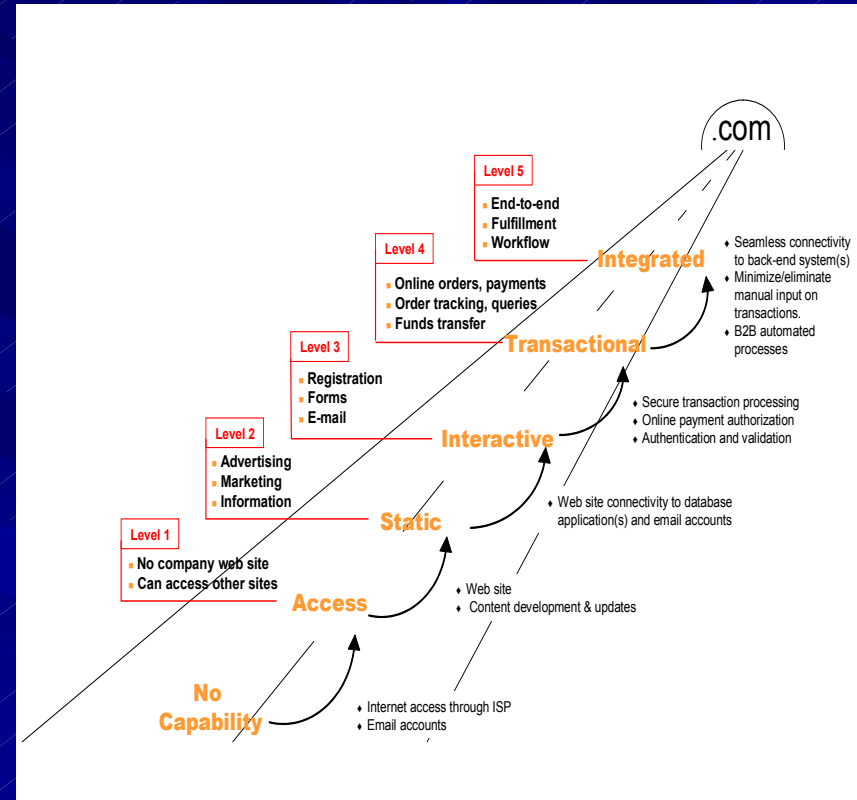 .com
Level 5
End-to-end
Fulfillment
Workflow
Integrated
Seamless connectivity
to back-end system(s)
Minimize/eliminate
manual input on
transactions.
B2B automated
processes
Level 4
Online orders, payments
Order tracking, queries
Funds transfer
Transactional
Secure transaction processing
Online payment authorization
Authentication and validation
Level 3
Registration
Forms
E-mail
Interactive
Web site connectivity to database
application(s) and email accounts
Level 2
Advertising
Marketing
Information
Static
Web site
Content development & updates
Level 1
No company web site
Can access other sites
Access
Internet access through ISP
Email accounts
No
Capability